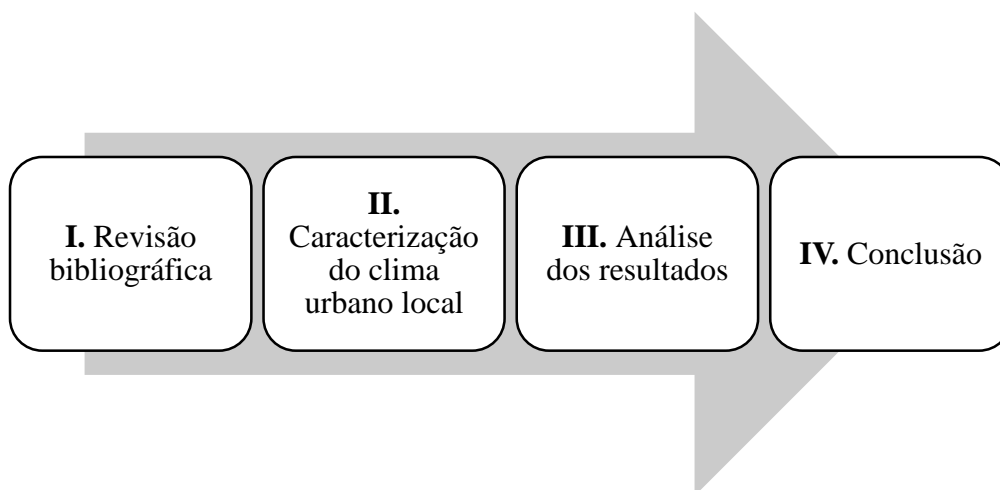 I. Revisão
bibliográfica
II.
Caracterização
do clima
urbano local
III. Análise
dos resultados
IV. Conclusão